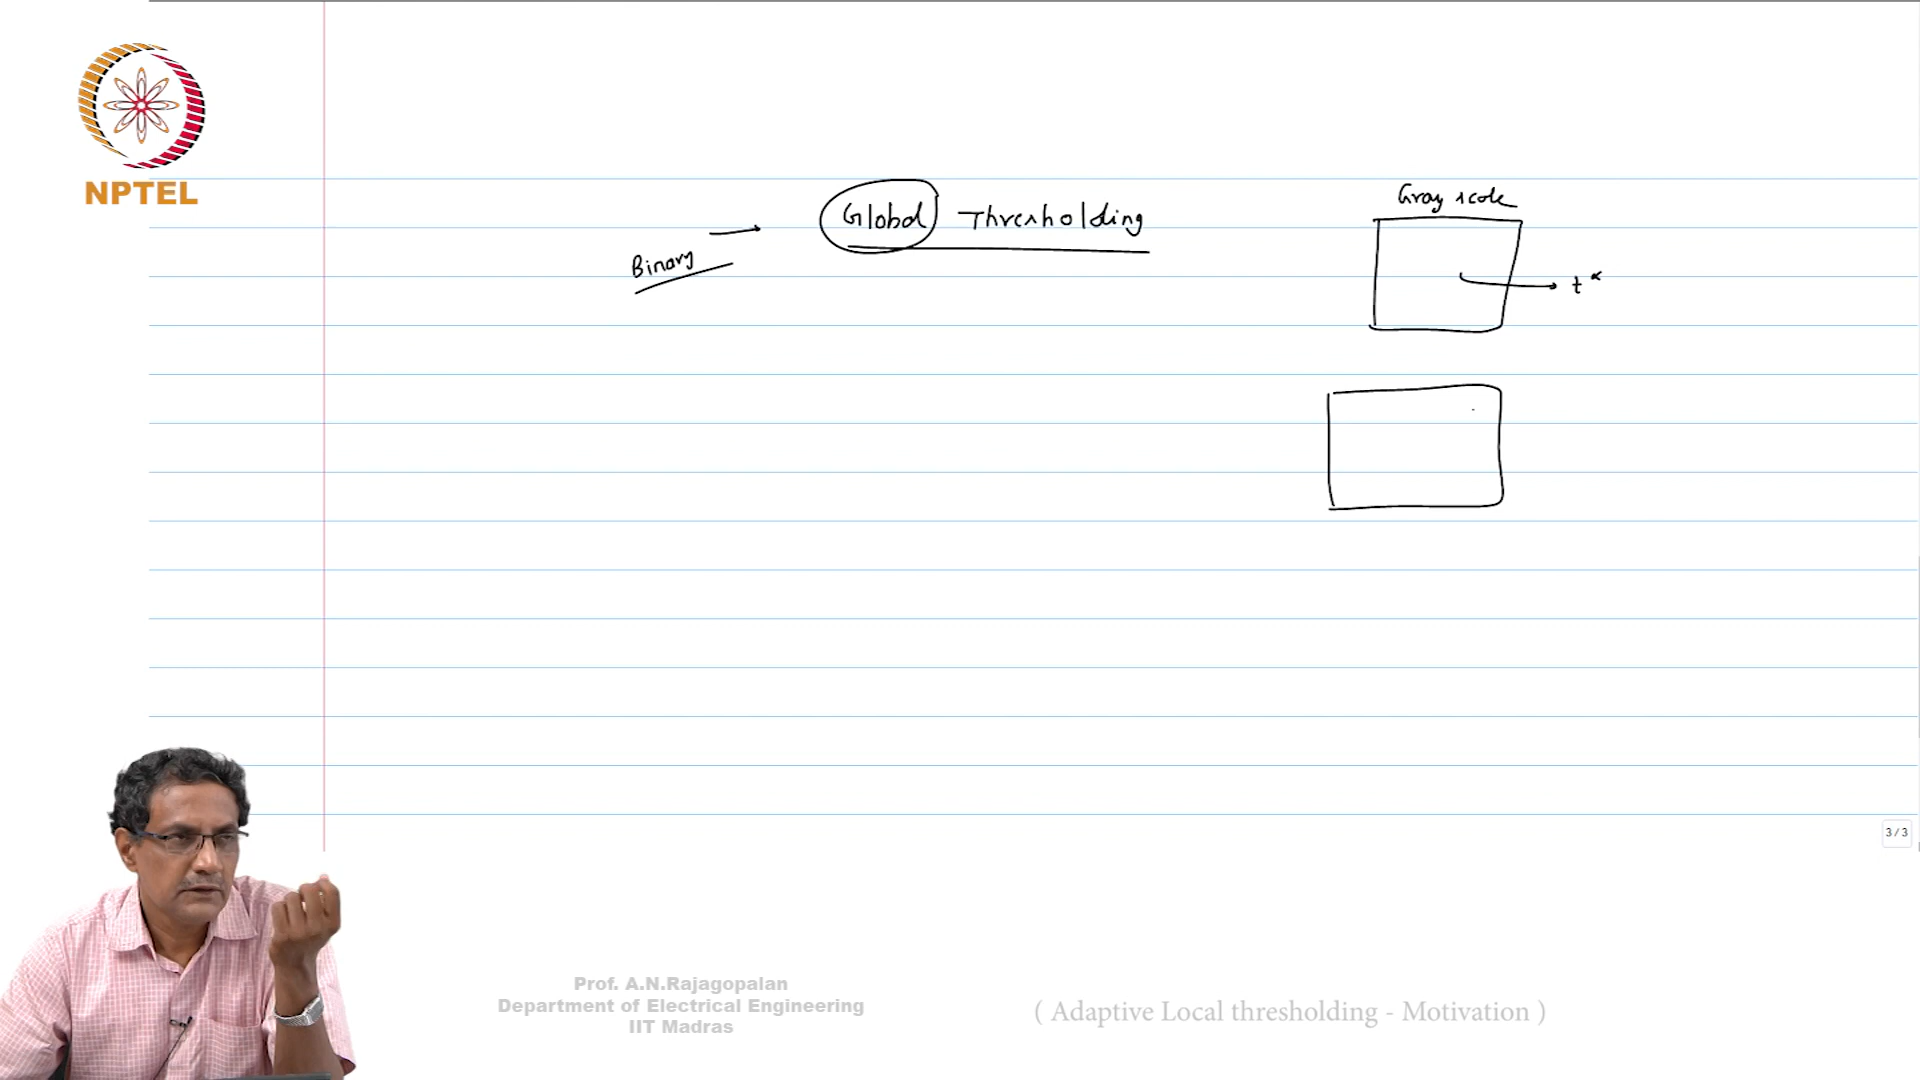 NPTEL
Global Thresholding
Binary
Gray scale
t*
3 / 3
Prof. A.N.Rajagopalan
Department of Electrical Engineering
IIT Madras
( Adaptive Local thresholding - Motivation )